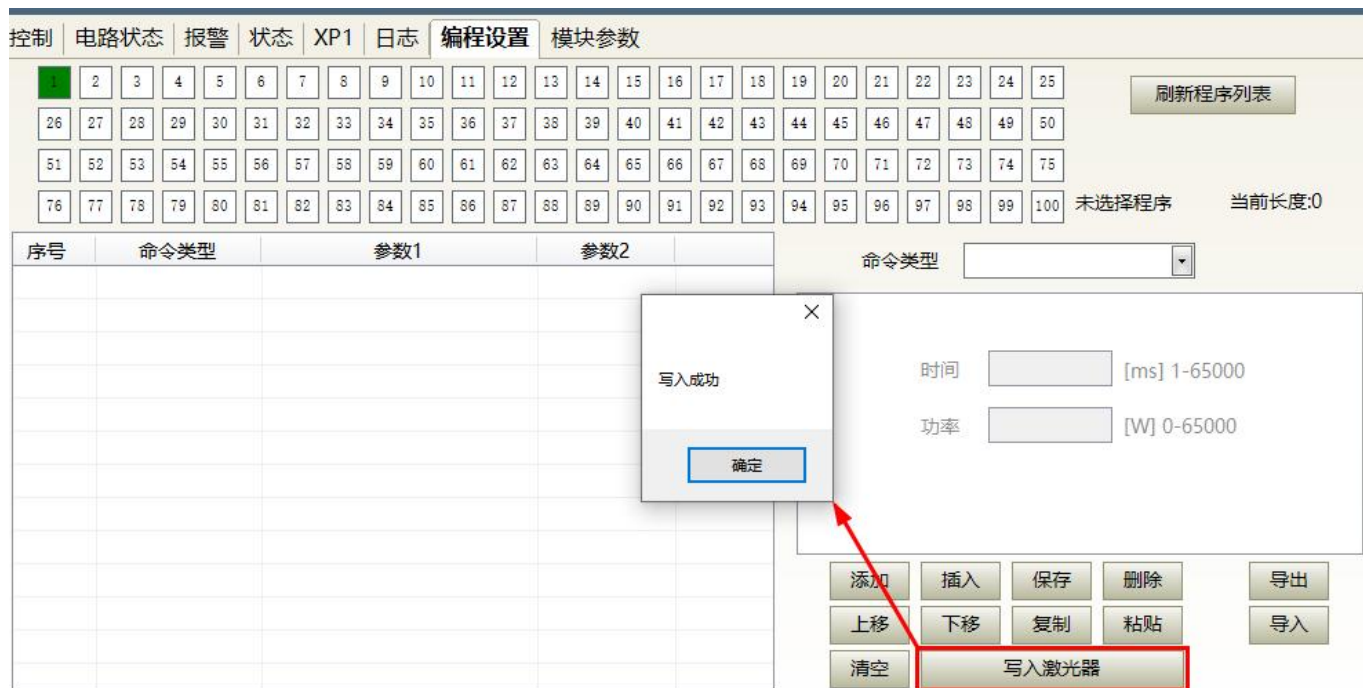 控制 电路状态 报警 状态 XP1 日志 编程设置 模块参数
1 2 3 4 5 6 7 8 9 10 11 12 13 14 15 16 17 18 19 20 21 22 23 24 25 刷新程序列表
26 27 28 29 30 31 32 33 34 35 36 37 38 39 40 41 42 43 44 45 46 47 48 49 50
51 52 53 54 55 56 57 58 59 60 61 62 63 64 65 66 67 68 69 70 71 72 73 74 75
76 77 78 79 80 81 82 83 84 85 86 87 88 89 90 91 92 93 94 95 96 97 98 99 100 未选择程序 当前长度:0
序号 命令类型 参数1 参数2
命令类型
写入成功
确定
时间 [ms] 1-65000
功率 [W] 0-65000
添加 插入 保存 删除 导出
上移 下移 复制 粘贴 导入
清空 写入激光器